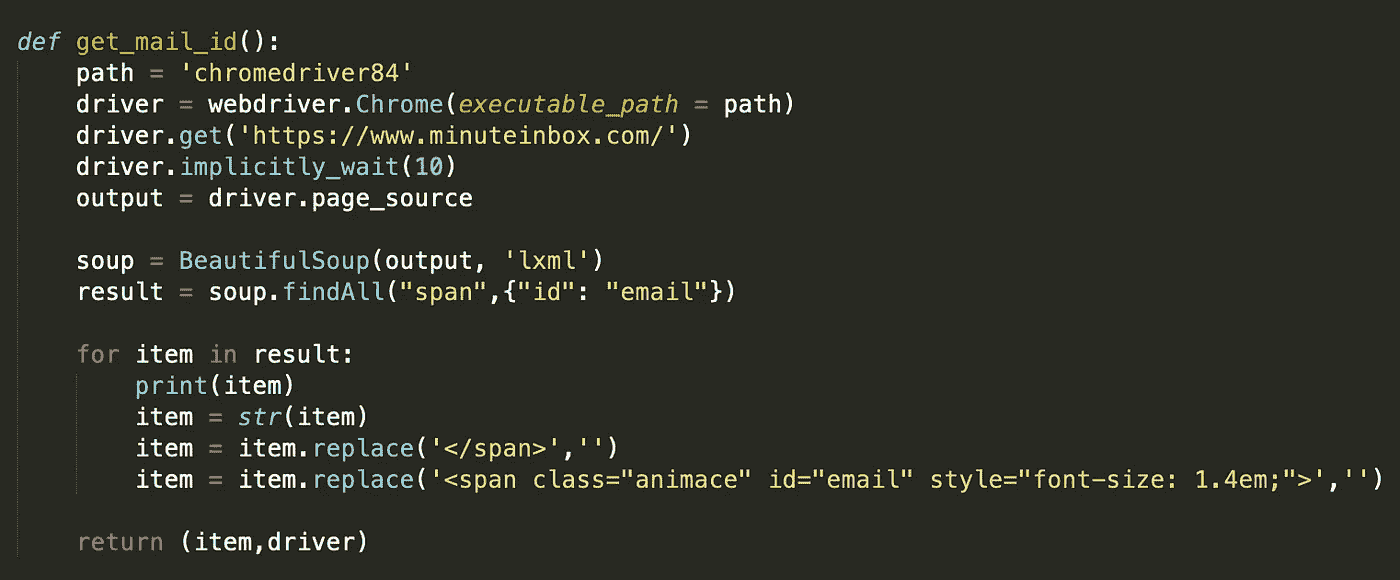 def get_mail_id():
    path = 'chromedriver84'
    driver = webdriver.Chrome(executable_path = path)
    driver.get('https://www.minuteinbox.com/')
    driver.implicitly_wait(10)
    output = driver.page_source

    soup = BeautifulSoup(output, 'lxml')
    result = soup.findAll("span",{"id": "email"})

    for item in result:
        print(item)
        item = str(item)
        item = item.replace('</span>','')
        item = item.replace('<span class="animace" id="email" style="font-size: 1.4em;">','')

    return (item,driver)